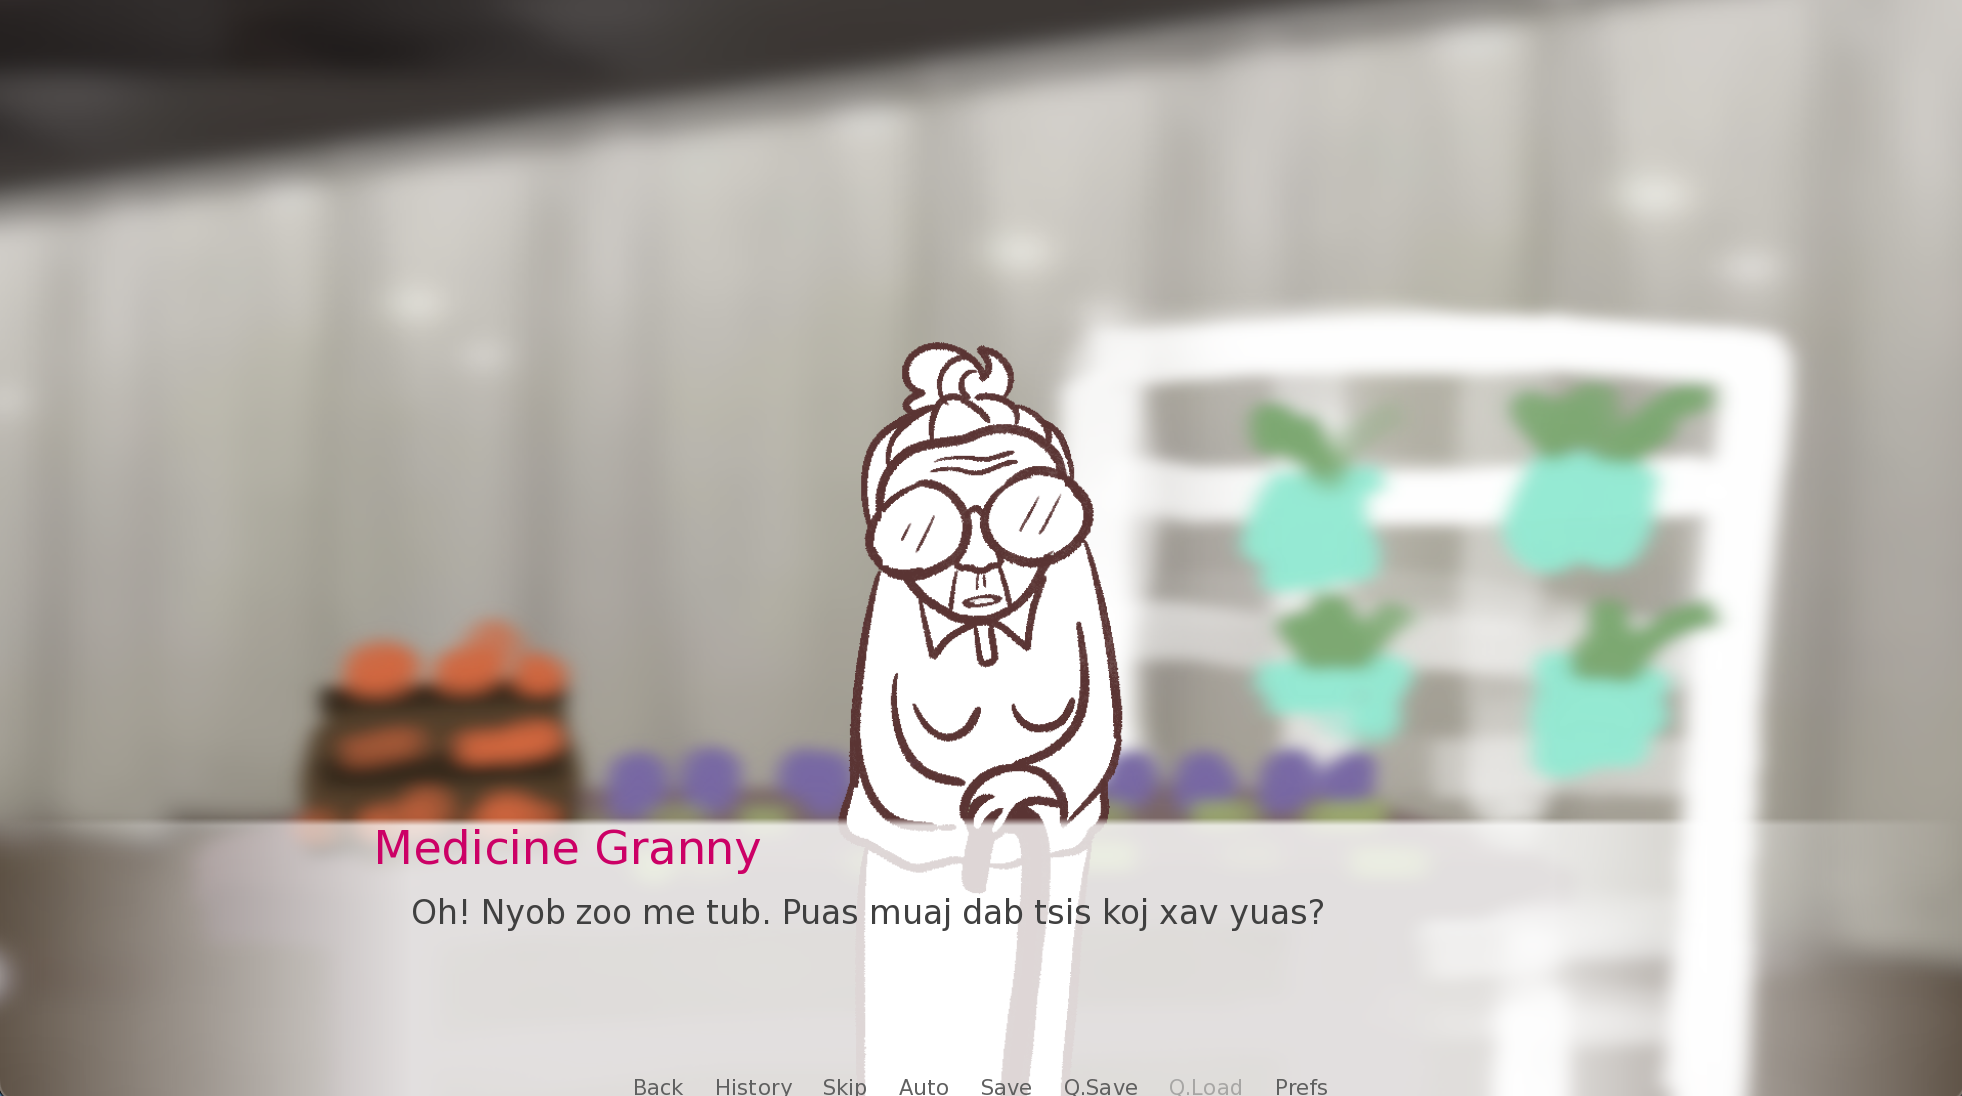 Medicine Granny
Oh! Nyob zoo me tub. Puas muaj dab tsis koj xav yuas?
Back History Skip Auto Save Q.Save Q.Load Prefs